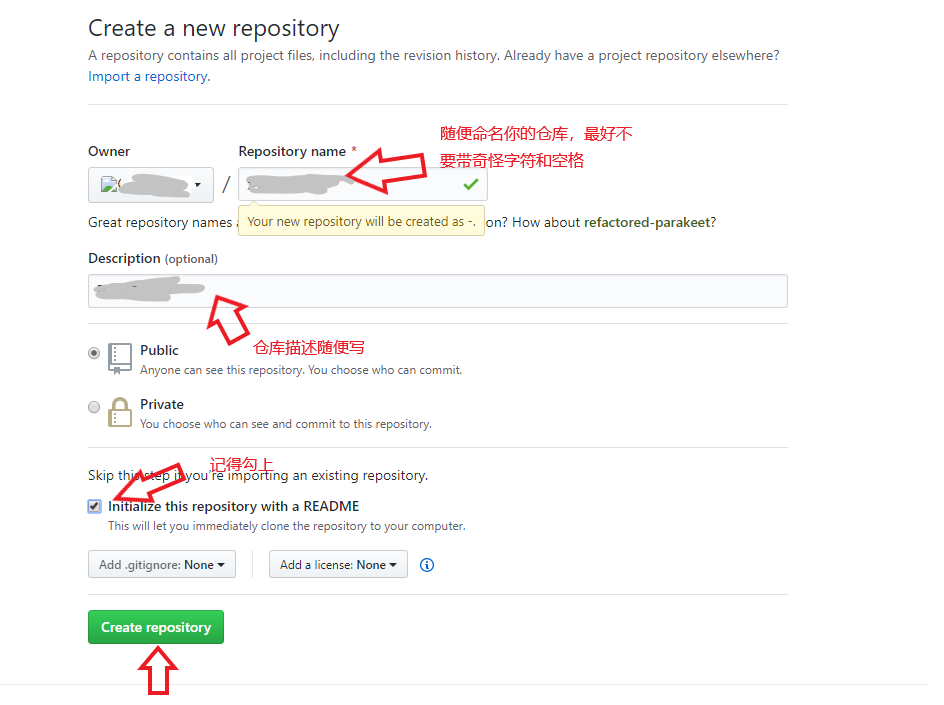 Create a new repository
A repository contains all project files, including the revision history. Already have a project repository elsewhere?
Import a repository.
随便命名你的仓库，最好不
要带奇怪字符和空格
Owner
Repository name *
/
Great repository names
Your new repository will be created as -.
on? How about refactored-parakeet?
Description (optional)
仓库描述随便写
Public
Anyone can see this repository. You choose who can commit.
Private
You choose who can see and commit to this repository.
记得勾上
Skip this step if you're importing an existing repository.
Initialize this repository with a README
This will let you immediately clone the repository to your computer.
Add .gitignore: None
Add a license: None
Create repository